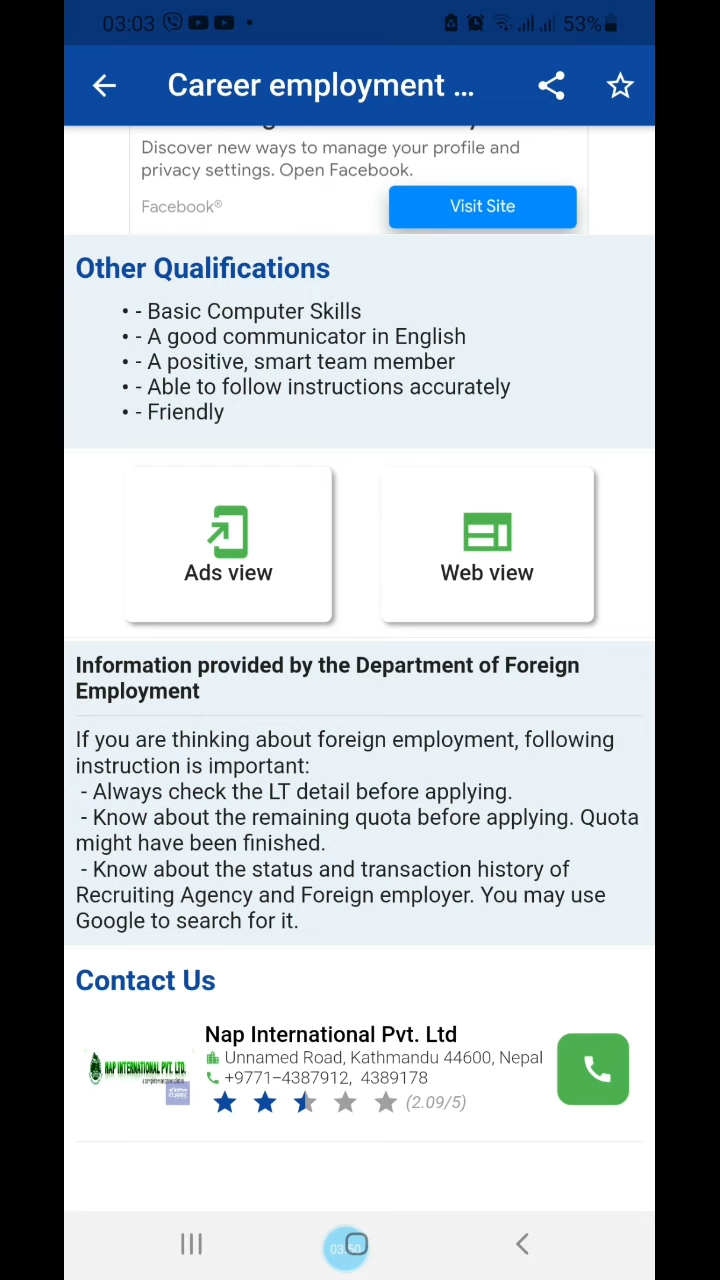 03:03
53%
Career employment ...
Discover new ways to manage your profile and
privacy settings. Open Facebook.
Facebook®
Visit Site
Other Qualifications
• - Basic Computer Skills
• - A good communicator in English
• - A positive, smart team member
• - Able to follow instructions accurately
• - Friendly
Ads view
Web view
Information provided by the Department of Foreign
Employment
If you are thinking about foreign employment, following
instruction is important:
- Always check the LT detail before applying.
- Know about the remaining quota before applying. Quota
might have been finished.
- Know about the status and transaction history of
Recruiting Agency and Foreign employer. You may use
Google to search for it.
Contact Us
Nap International Pvt. Ltd
NAP INTERNATIONAL PVT. LTD.
Unnamed Road, Kathmandu 44600, Nepal
+9771-4387912, 4389178
(2.09/5)
03:50